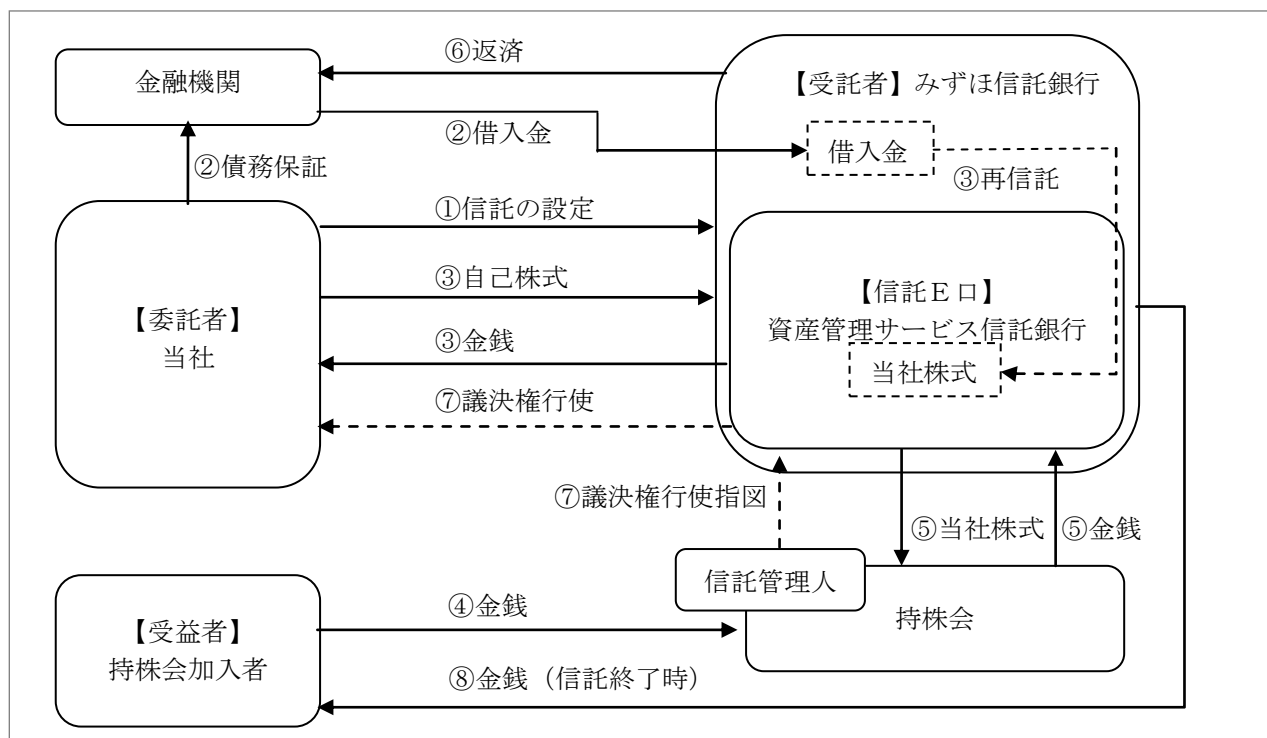 ⑥返済
金融機関
【受託者】みずほ信託銀行
②借入金
借入金
②債務保証
③再信託
①信託の設定
③自己株式
【信託Ｅ口】
資産管理サービス信託銀行
【委託者】
当社
③金銭
当社株式
⑦議決権行使
⑦議決権行使指図
⑤当社株式
⑤金銭
信託管理人
④金銭
持株会
【受益者】
持株会加入者
⑧金銭（信託終了時）